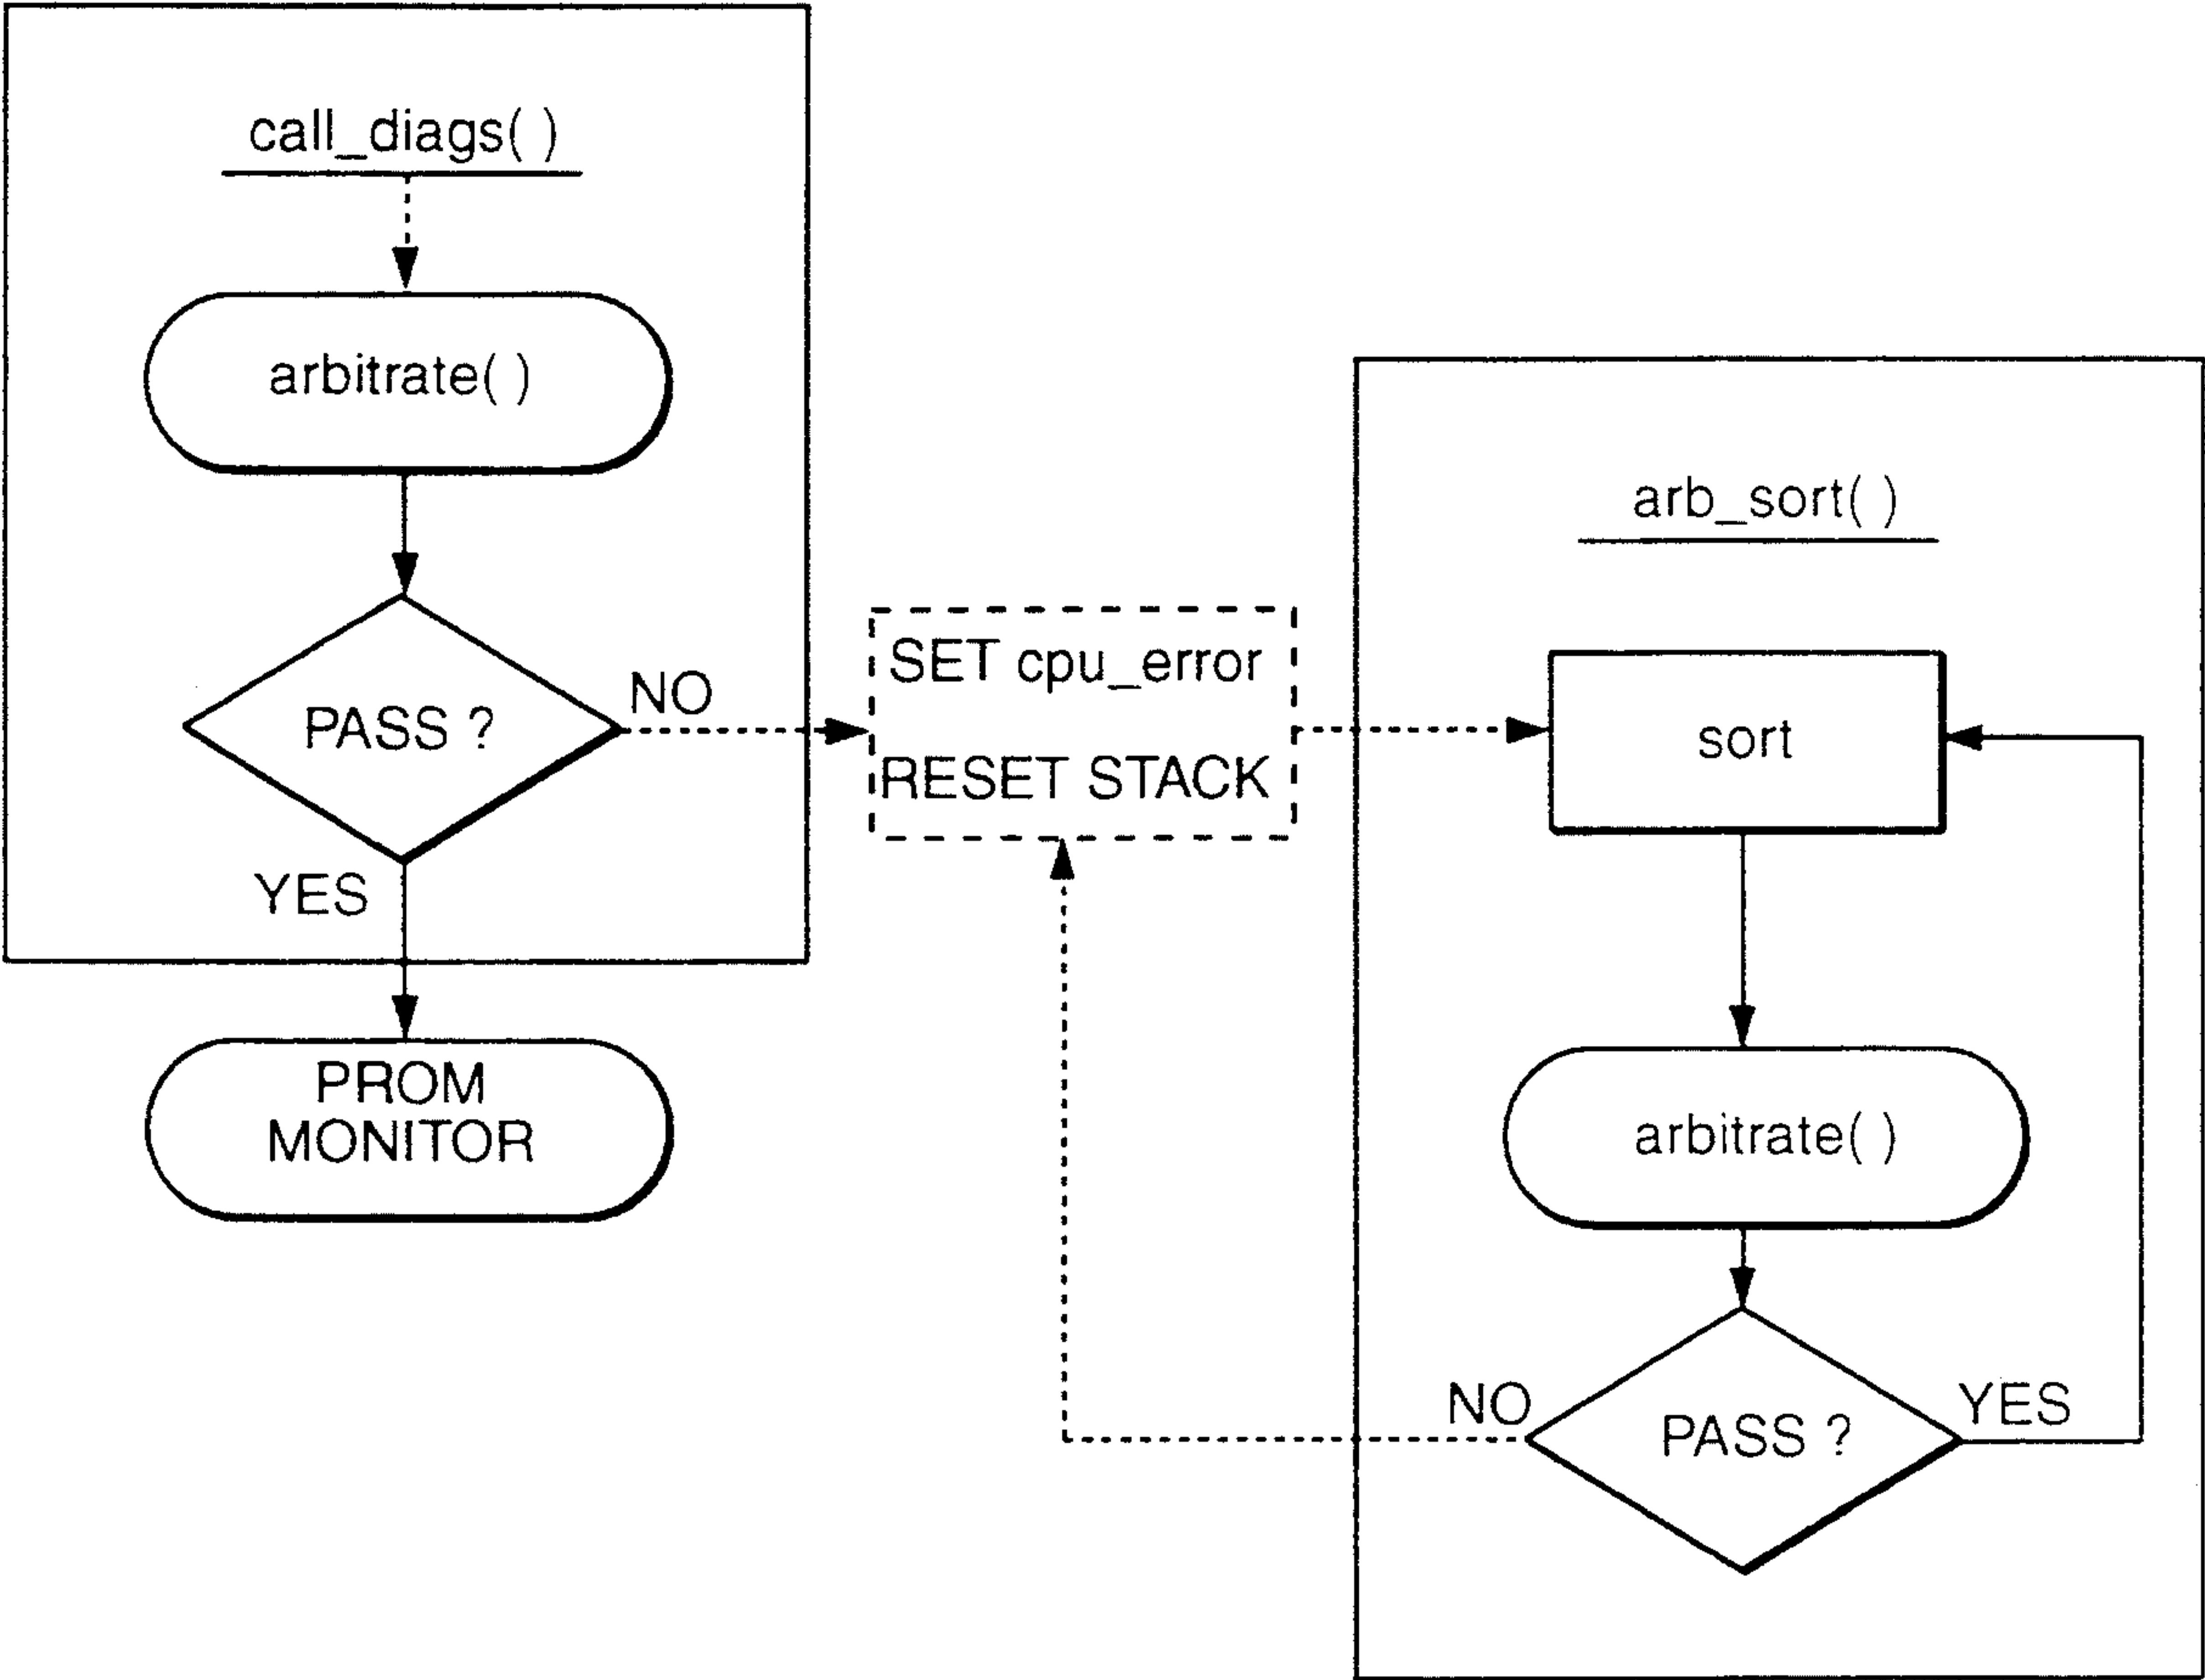 call_diags( )
arbitrate( )
PASS ?
NO
YES
PROM
MONITOR
SET cpu_error
RESET STACK
arb_sort( )
sort
arbitrate( )
PASS ?
NO
YES